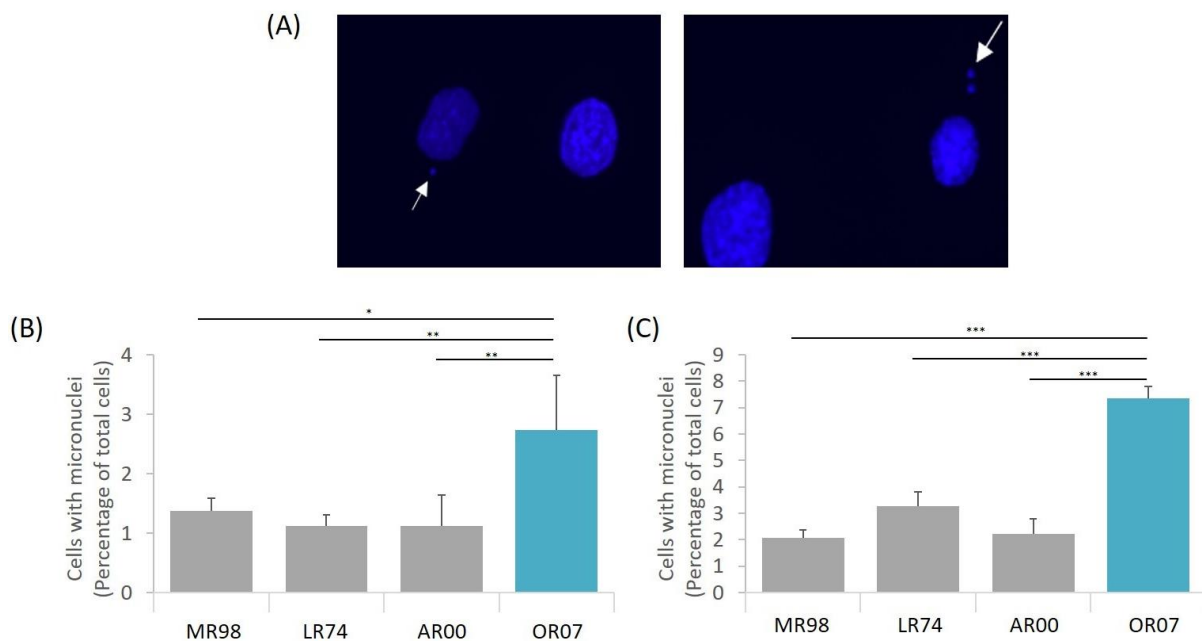 (A)
(B)
Cells with micronuclei
(Percentage of total cells)
4
3
2
1
0
*
**
**
MR98
LR74
AR00
OR07
(C)
Cells with micronuclei
(Percentage of total cells)
9
8
7
6
5
4
3
2
1
0
***
***
***
MR98
LR74
AR00
OR07